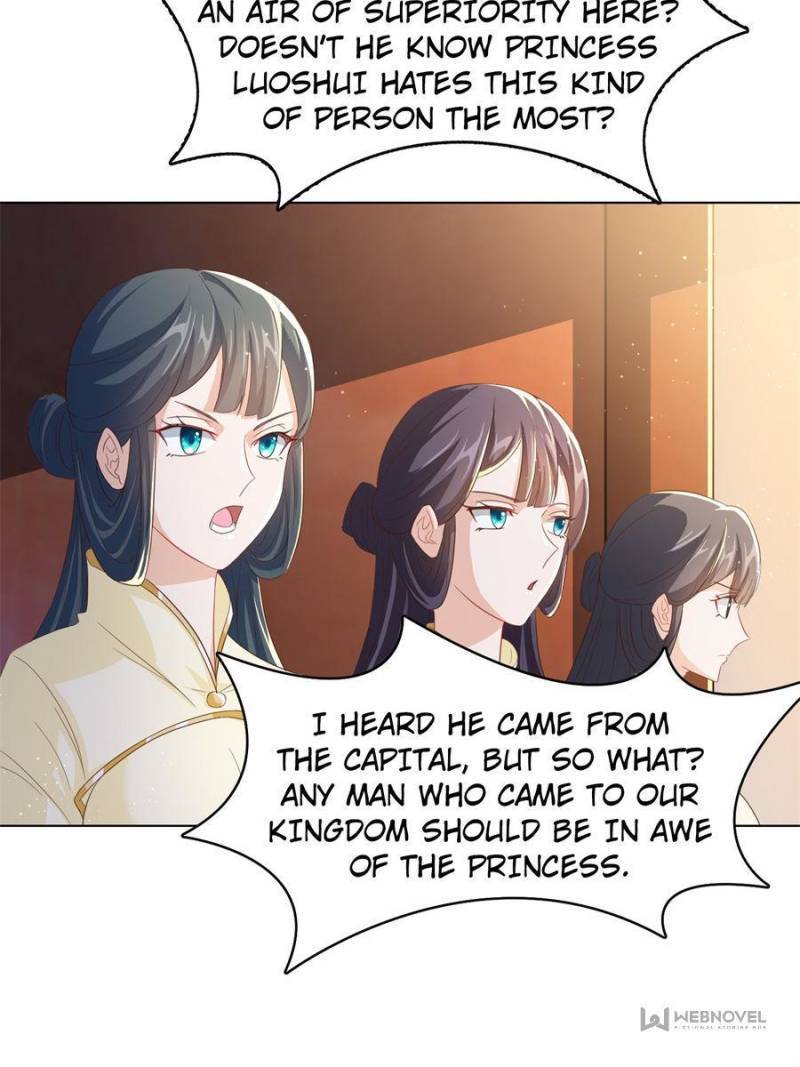 AN AIR OF SUPERIORITY HERE?
DOESN'T HE KNOW PRINCESS
LUOSHUI HATES THIS KIND
OF PERSON THE MOST?
I HEARD HE CAME FROM
THE CAPITAL, BUT SO WHAT?
ANY MAN WHO CAME TO OUR
KINGDOM SHOULD BE IN AWE
OF THE PRINCESS.
WEBNOVEL